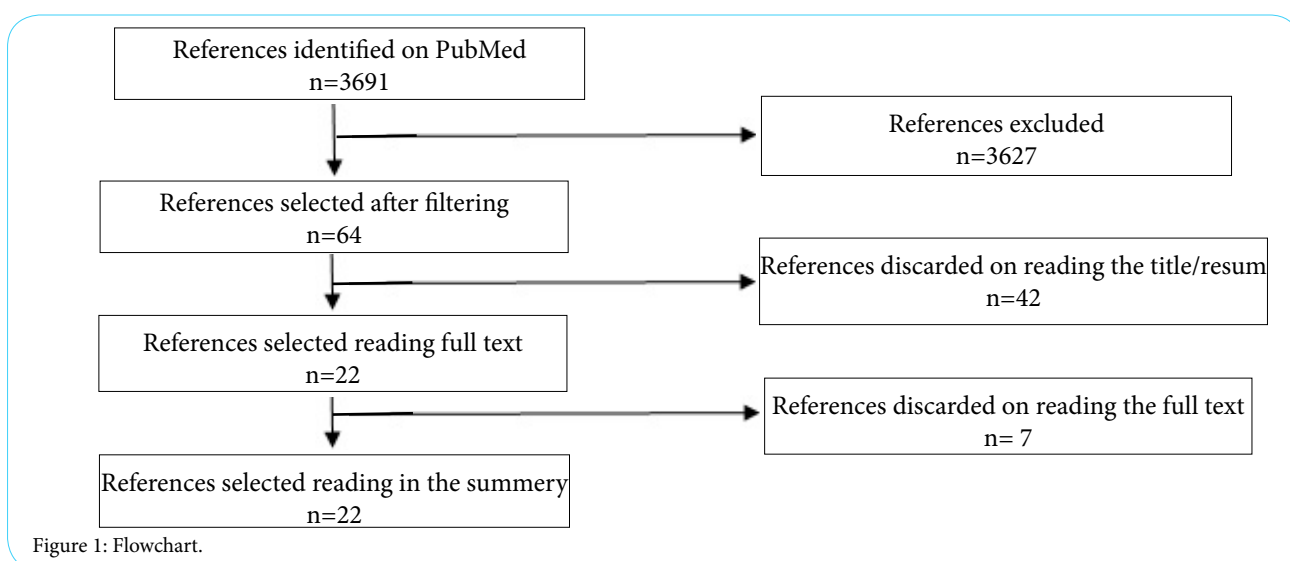 References identified on PubMed
n=3691
References excluded
n=3627
References selected after filtering
n=64
References discarded on reading the title/resum
n=42
References selected reading full text
n=22
References discarded on reading the full text
n= 7
References selected reading in the summery
n=22
Figure 1: Flowchart.